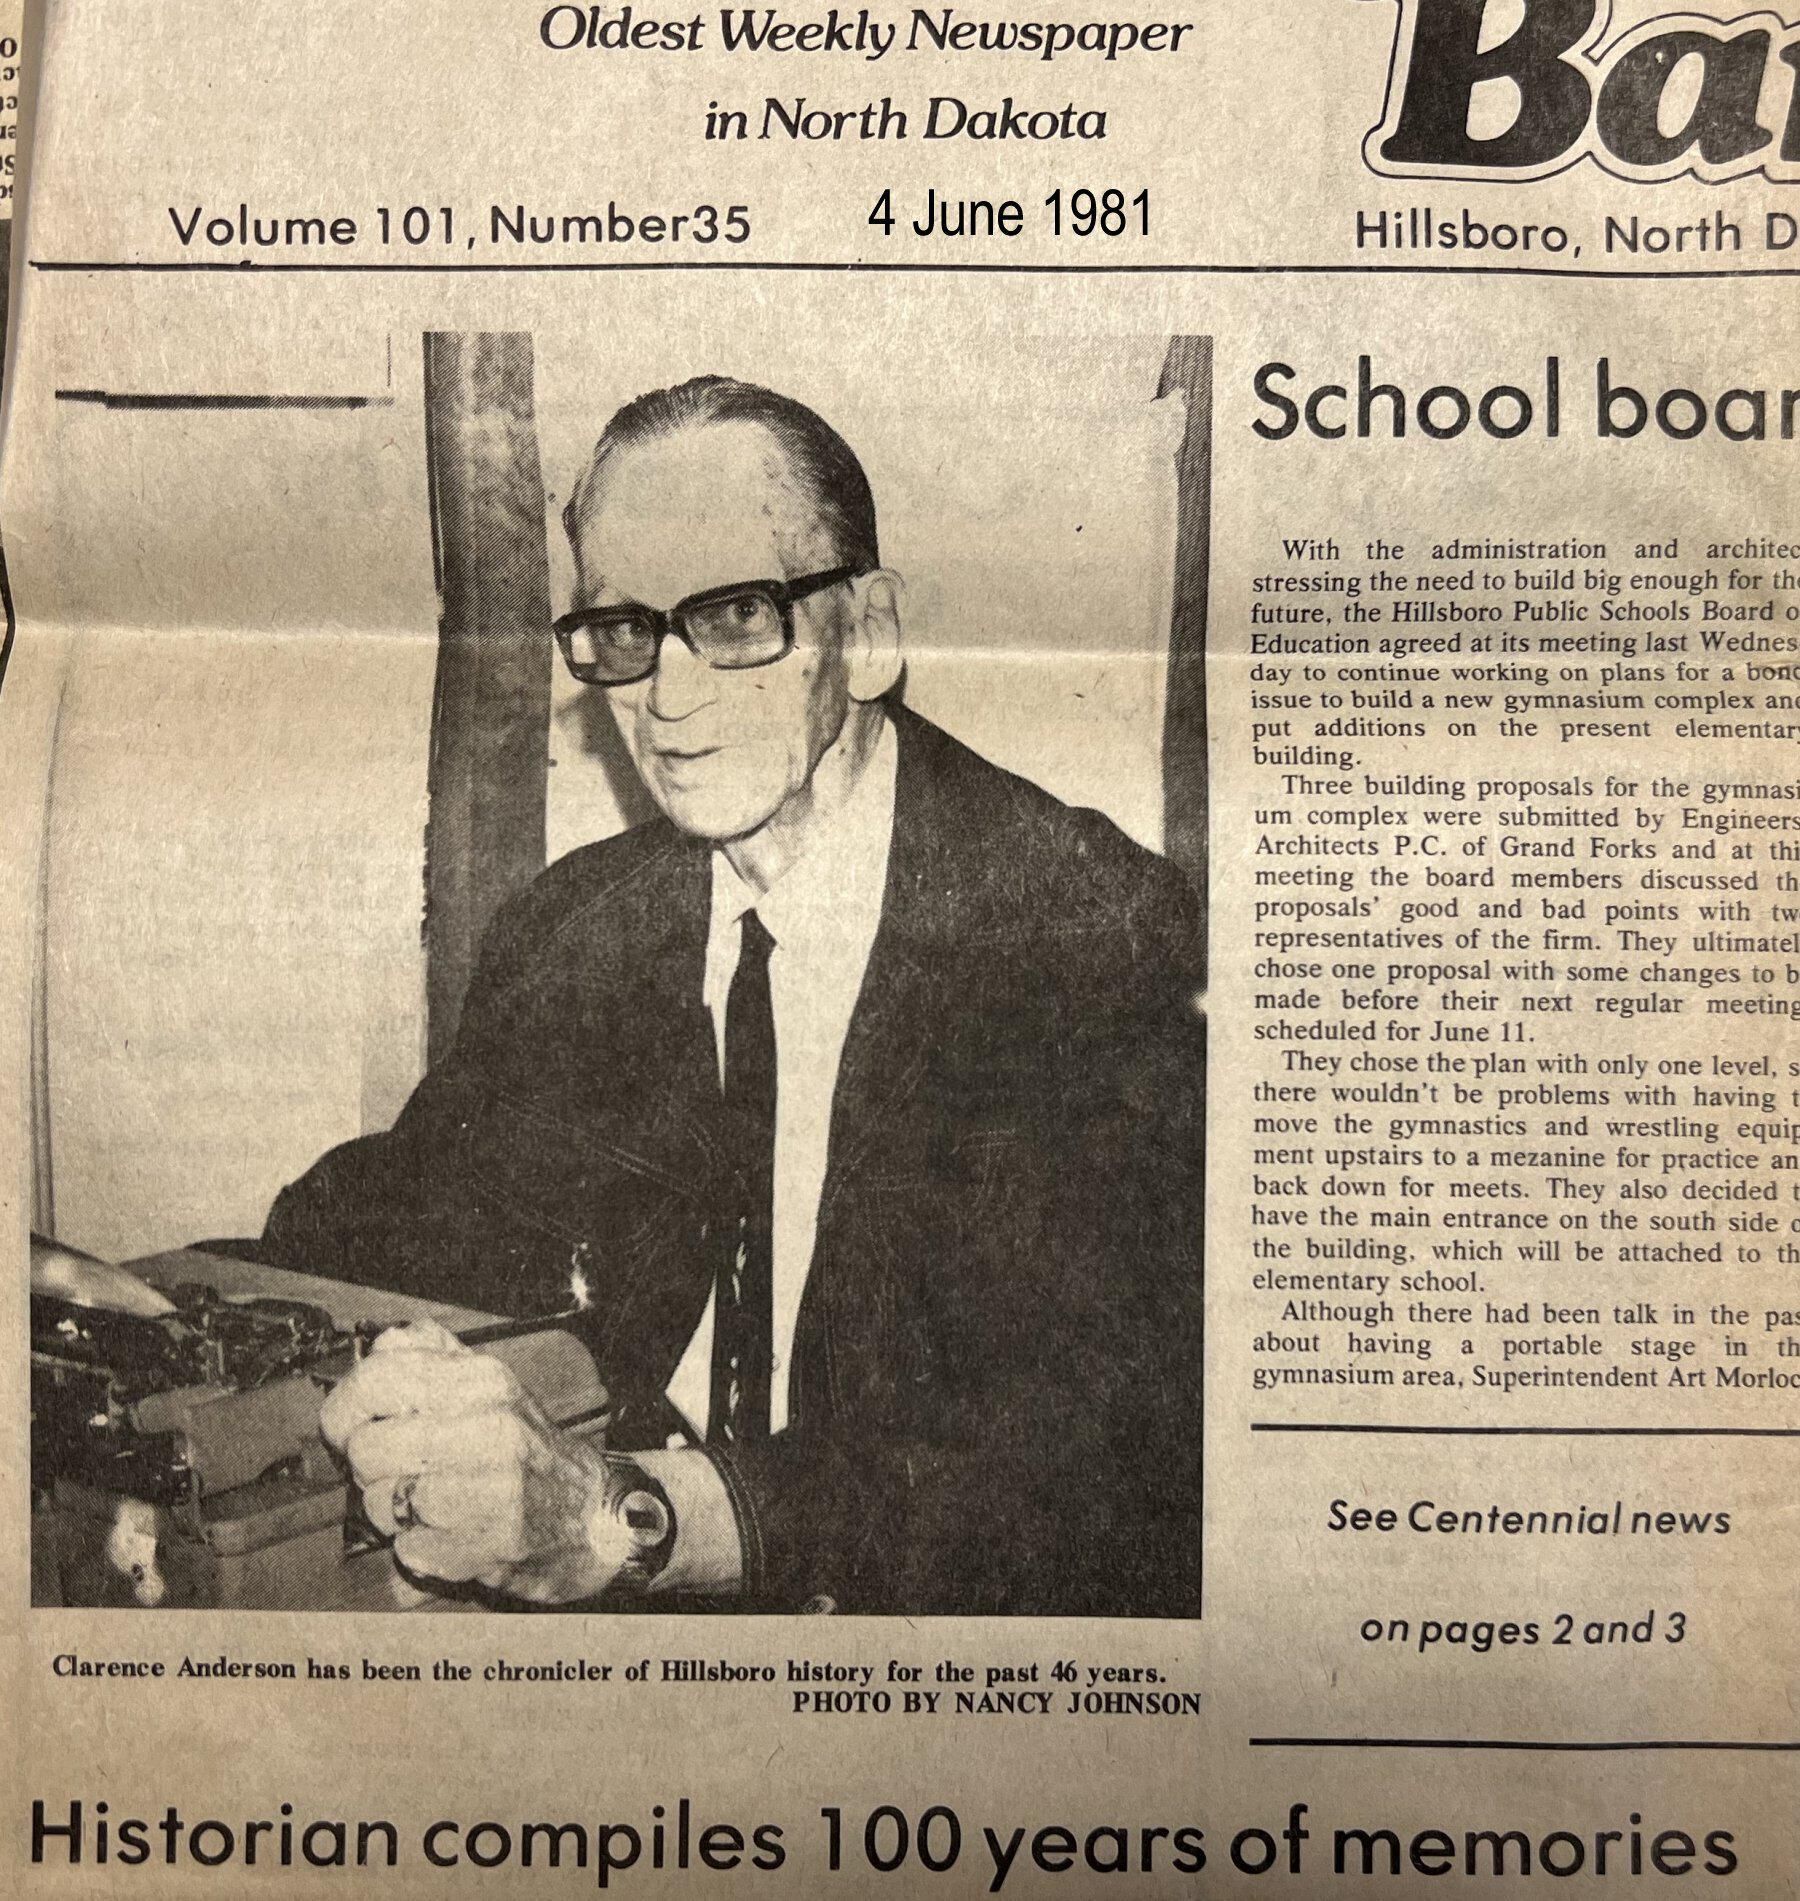 Oldest Weekly Newspaper
in North Dakota
Volume 101, Number35
4 June 1981
Ba
Hillsboro, North D
School boar
With the administration and architec
stressing the need to build big enough for the
future, the Hillsboro Public Schools Board o
Education agreed at its meeting last Wednes
day to continue working on plans for a bond
issue to build a new gymnasium complex and
put additions on the present elementary
building.
Three building proposals for the gymnasi
um complex were submitted by Engineers
Architects P.C. of Grand Forks and at thi
meeting the board members discussed th
proposals' good and bad points with tw
representatives of the firm. They ultimatel
chose one proposal with some changes to b
made before their next regular meeting
scheduled for June 11.
They chose the plan with only one level, s
there wouldn't be problems with having t
move the gymnastics and wrestling equip
ment upstairs to a mezanine for practice an
back down for meets. They also decided t
have the main entrance on the south side o
the building, which will be attached to th
elementary school.
Although there had been talk in the pas
about having a portable stage in th
gymnasium area, Superintendent Art Morloc
See Centennial news
on pages 2 and 3
Clarence Anderson has been the chronicler of Hillsboro history for the past 46 years.
PHOTO BY NANCY JOHNSON
Historian compiles 100 years of memories